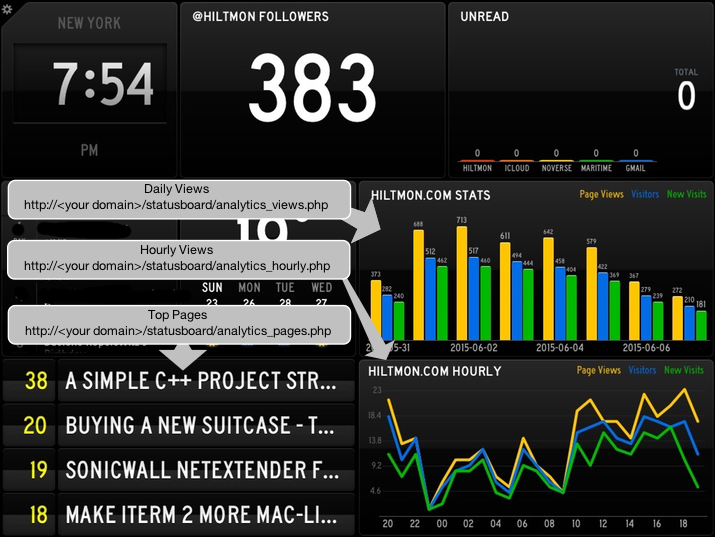 NEW YORK
7:54
PM
@HILTMON FOLLOWERS
383
UNREAD
TOTAL
0
0 0 0 0 0
HILTMON ICLOUD NOVERSE MARITIME GMAIL
Daily Views
http://<your domain>/statusboard/analytics_views.php
Hourly Views
http://<your domain>/statusboard/analytics_hourly.php
SUN MON TUE WED
23 26 28 27
Top Pages
http://<your domain>/statusboard/analytics_pages.php
HILTMON.COM STATS
Page Views Visitors New Visits
373 282 240
688 512 462
713 517 460
611 494 444
642 458 404
579 422 369
367 279 239
272 210 181
2015-06-02 2015-06-04 2015-06-06
38 A SIMPLE C++ PROJECT STR...
20 BUYING A NEW SUITCASE - T...
19 SONICWALL NETEXTENDER F...
18 MAKE ITERM 2 MORE MAC-LI...
HILTMON.COM HOURLY
Page Views Visitors New Visits
23
18.4
13.8
9.2
4.6
20 22 00 02 04 06 08 10 12 14 16 18